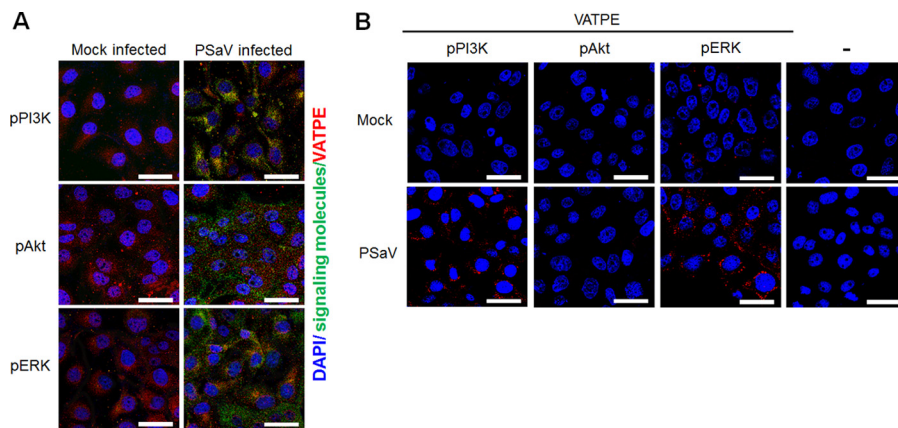 A
Mock infected PSaV infected
pPI3K
pAkt
pERK
DAPI/ signaling molecules/VATPE
B
VATPE
pPI3K pAkt pERK -
Mock
PSaV